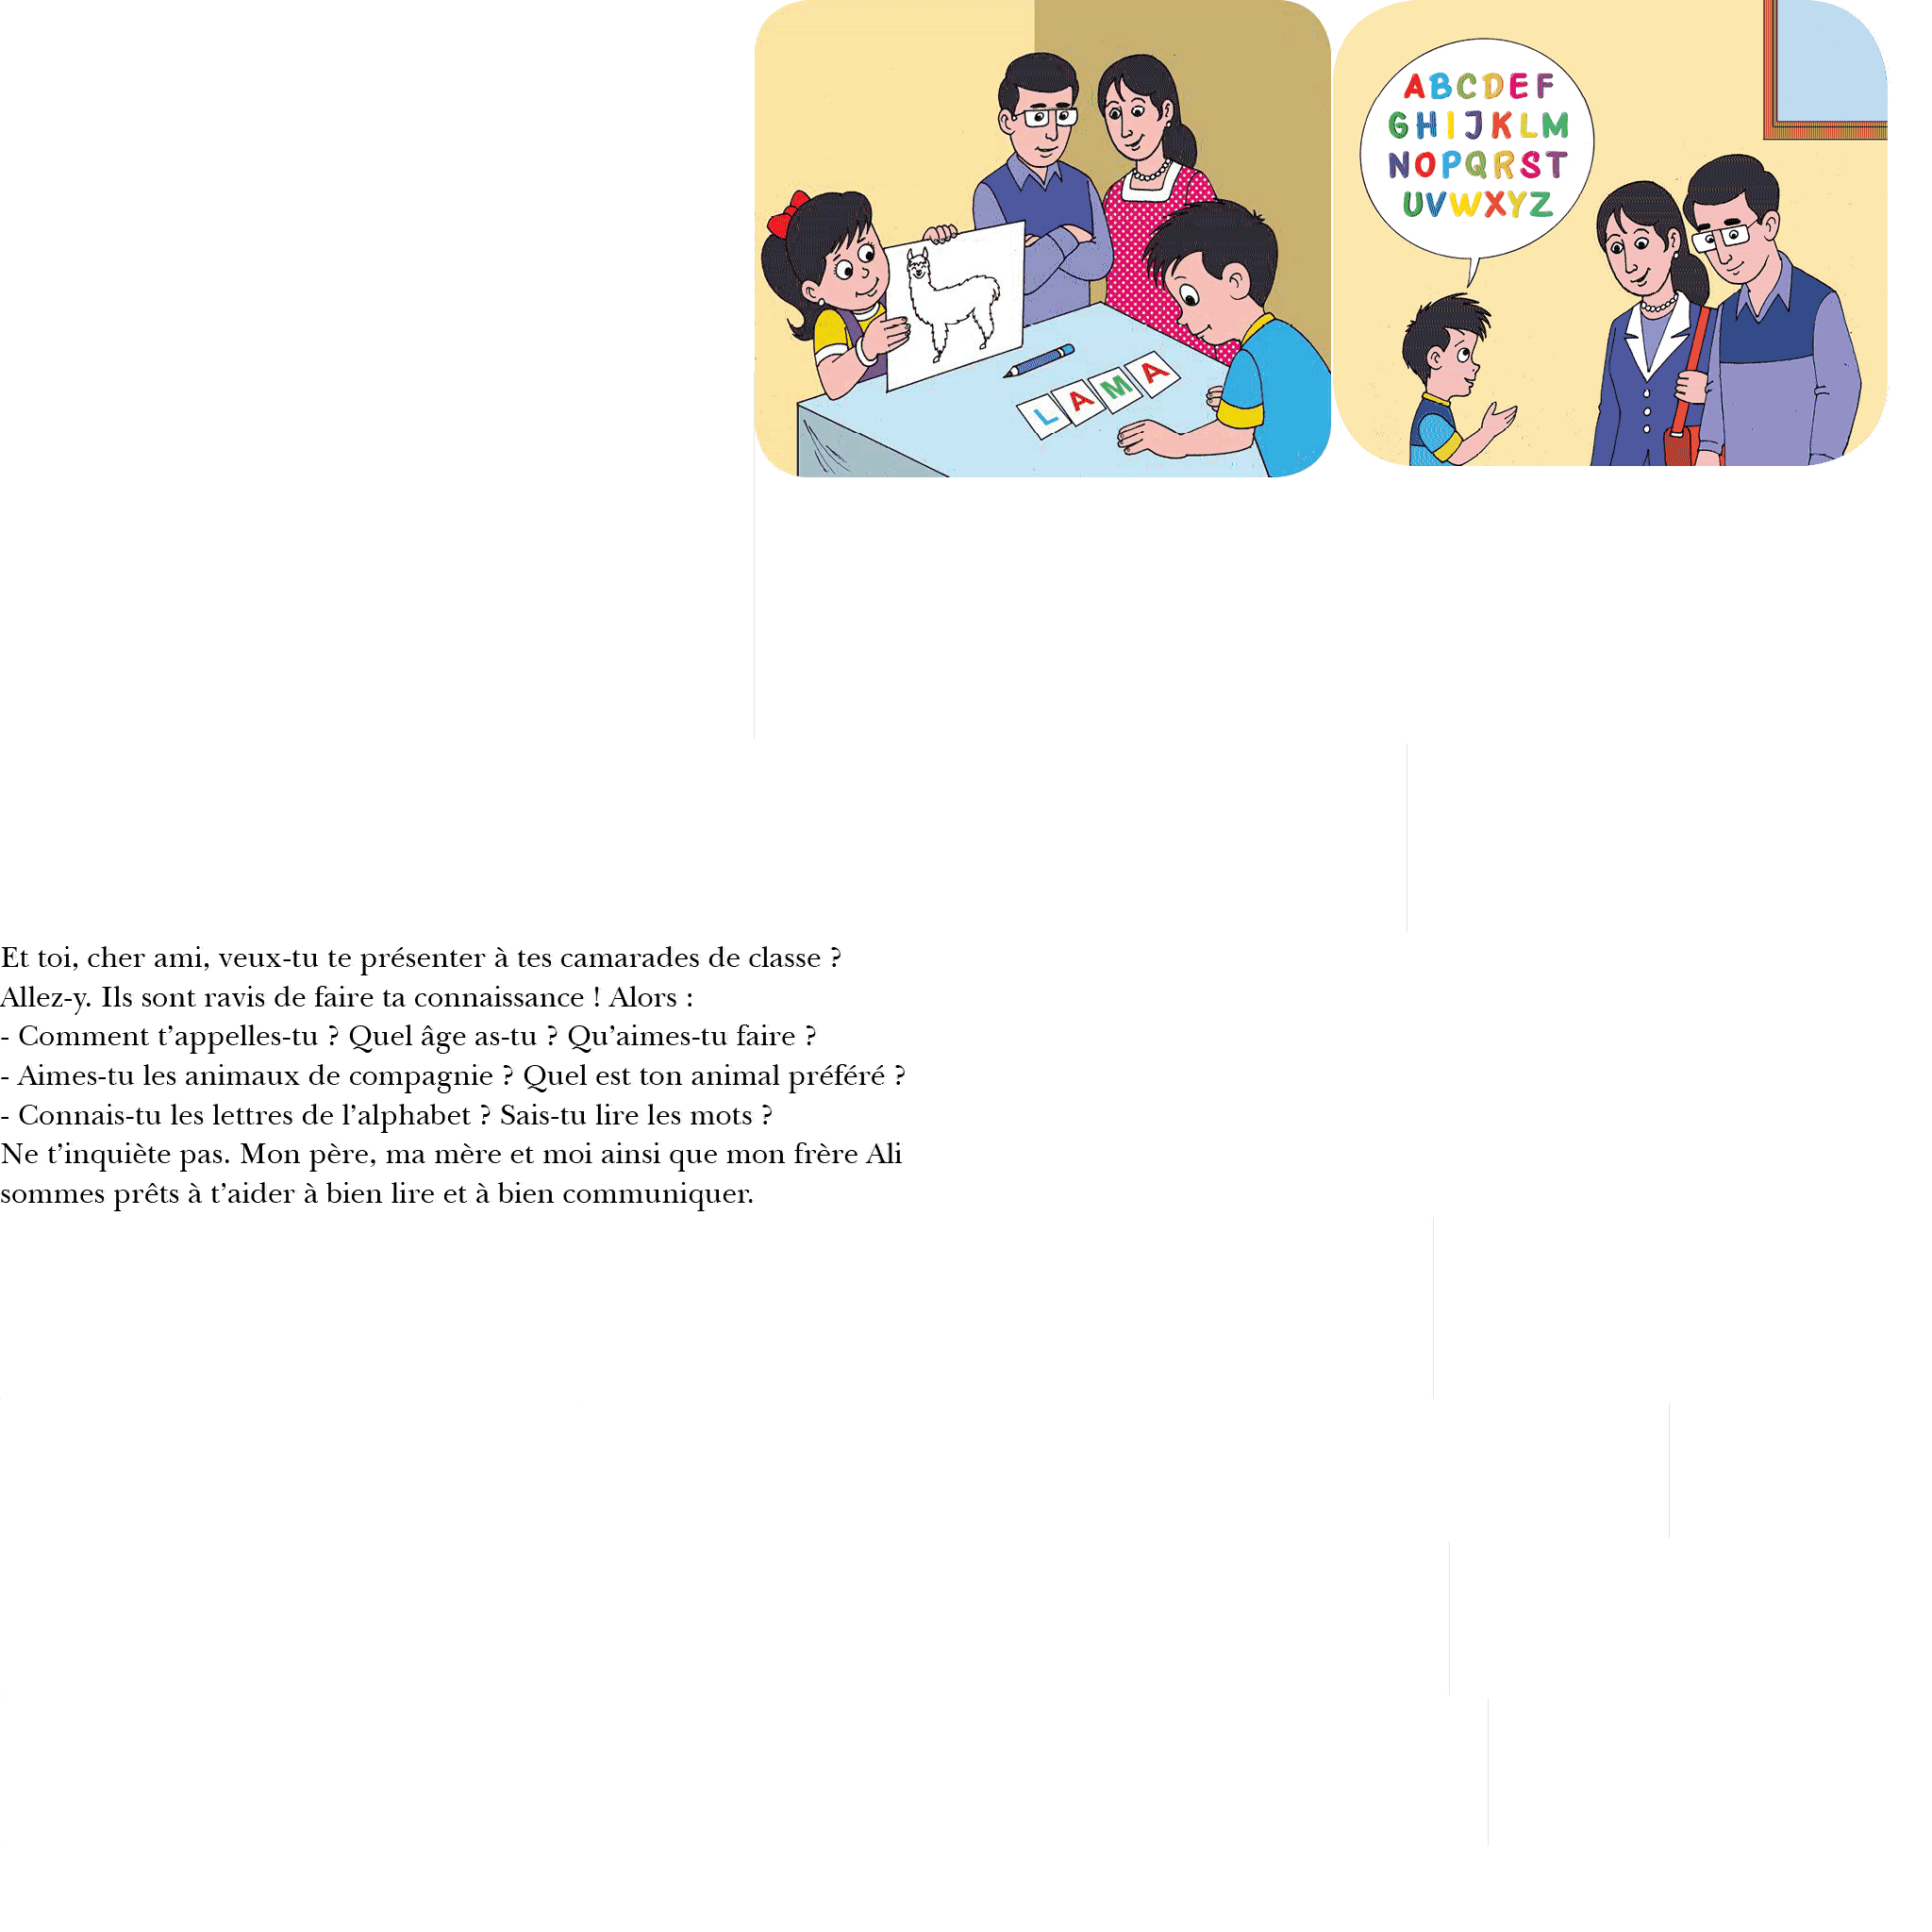 LAMA
ABCDEF
GHIJKLM
NOPQRST
UVWXYZ
Et toi, cher ami, veux-tu te présenter à tes camarades de classe ?
Allez-y. Ils sont ravis de faire ta connaissance ! Alors :
- Comment t’appelles-tu ? Quel âge as-tu ? Qu’aimes-tu faire ?
- Aimes-tu les animaux de compagnie ? Quel est ton animal préféré ?
- Connais-tu les lettres de l’alphabet ? Sais-tu lire les mots ?
Ne t’inquiète pas. Mon père, ma mère et moi ainsi que mon frère Ali
sommes prêts à t’aider à bien lire et à bien communiquer.